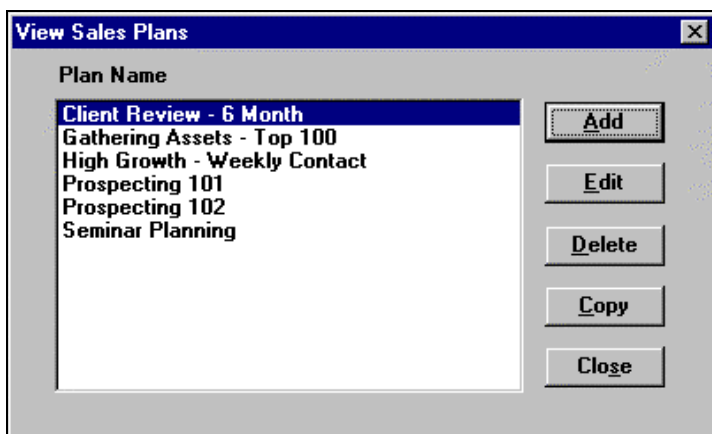 View Sales Plans
Plan Name
Client Review - 6 Month
Gathering Assets - Top 100
High Growth - Weekly Contact
Prospecting 101
Prospecting 102
Seminar Planning
Add
Edit
Delete
Copy
Close